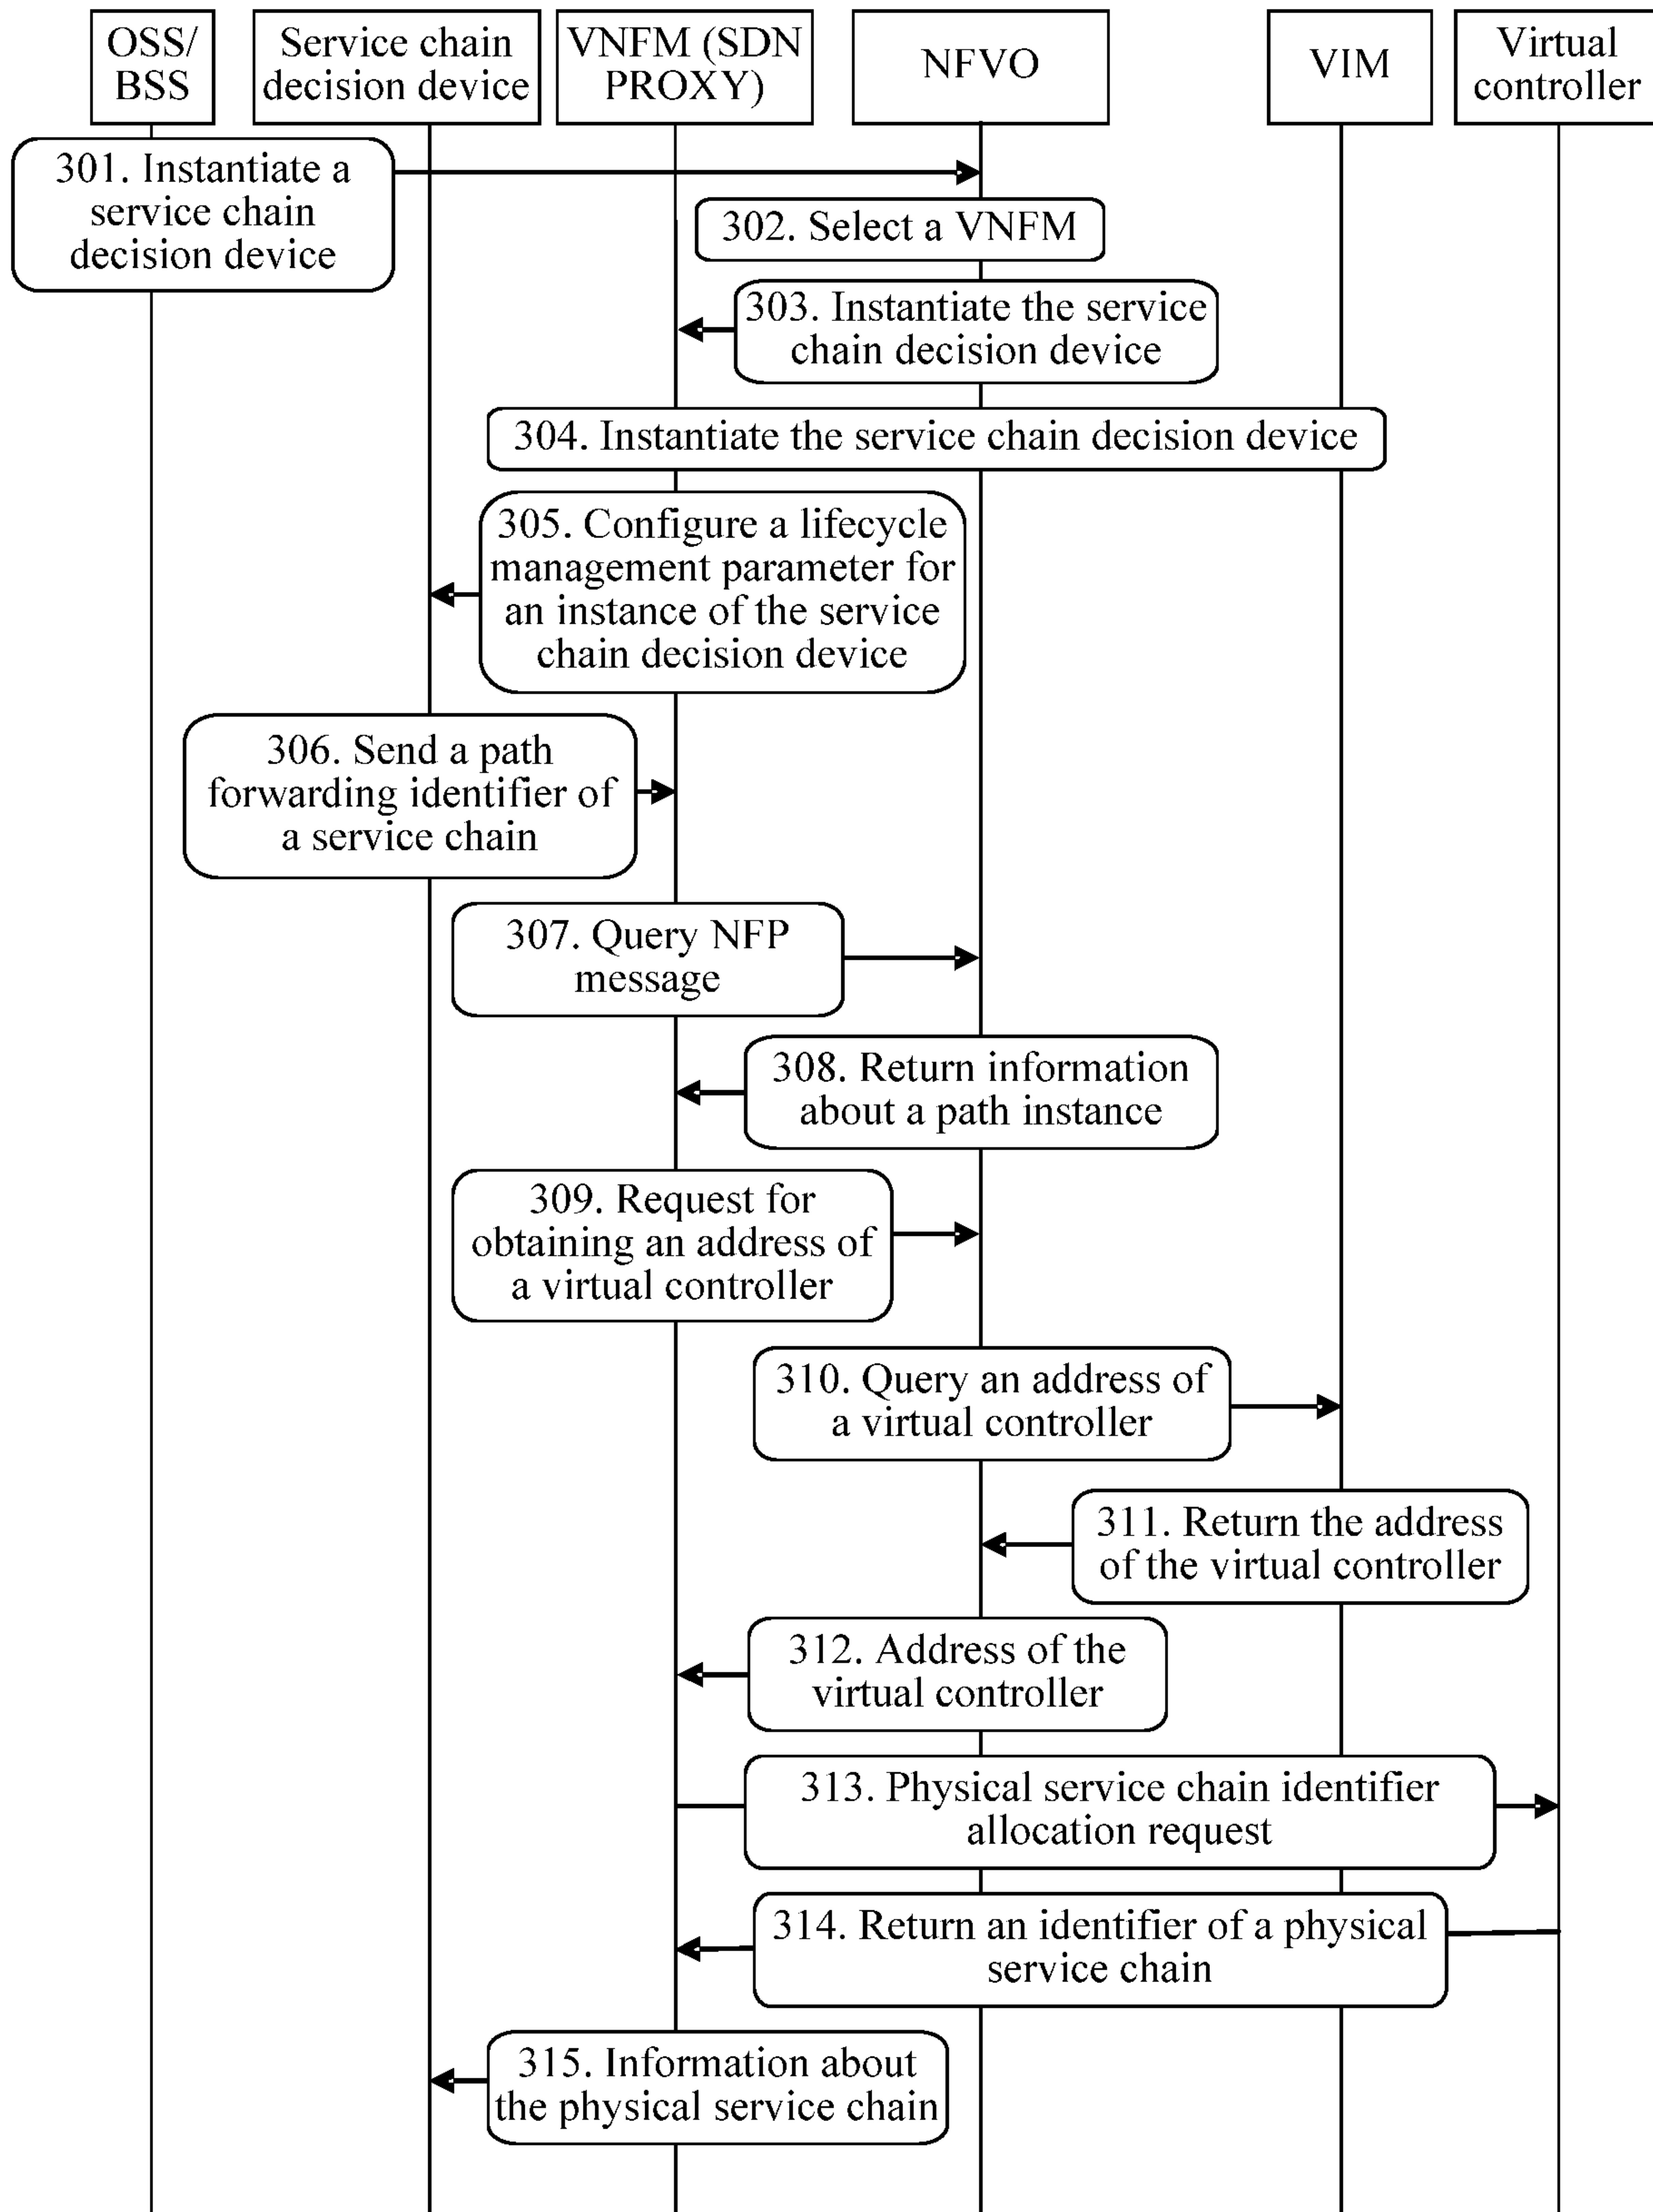 OSS/
BSS
Service chain
decision device
VNFM (SDN
PROXY)
NFVO
VIM
Virtual
controller
301. Instantiate a
service chain
decision device
302. Select a VNFM
303. Instantiate the service
chain decision device
304. Instantiate the service chain decision device
305. Configure a lifecycle
management parameter for
an instance of the service
chain decision device
306. Send a path
forwarding identifier of
a service chain
307. Query NFP
message
308. Return information
about a path instance
309. Request for
obtaining an address of
a virtual controller
310. Query an address of
a virtual controller
311. Return the address
of the virtual controller
312. Address of the
virtual controller
313. Physical service chain identifier
allocation request
314. Return an identifier of a physical
service chain
315. Information about
the physical service chain